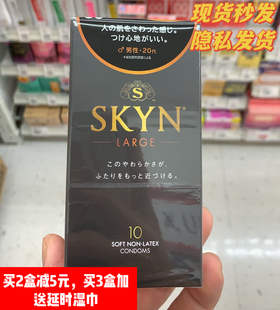 现货秒发
隐私发货
人の肌をさわった感じ。
つけ心地がいい。
♂男性・20代
S
SKYN
LARGE
このやわらかさが、
ふたりをもっと近づける。
10
SOFT NON-LATEX
CONDOMS
买2盒减5元，买3盒加
送延时湿巾